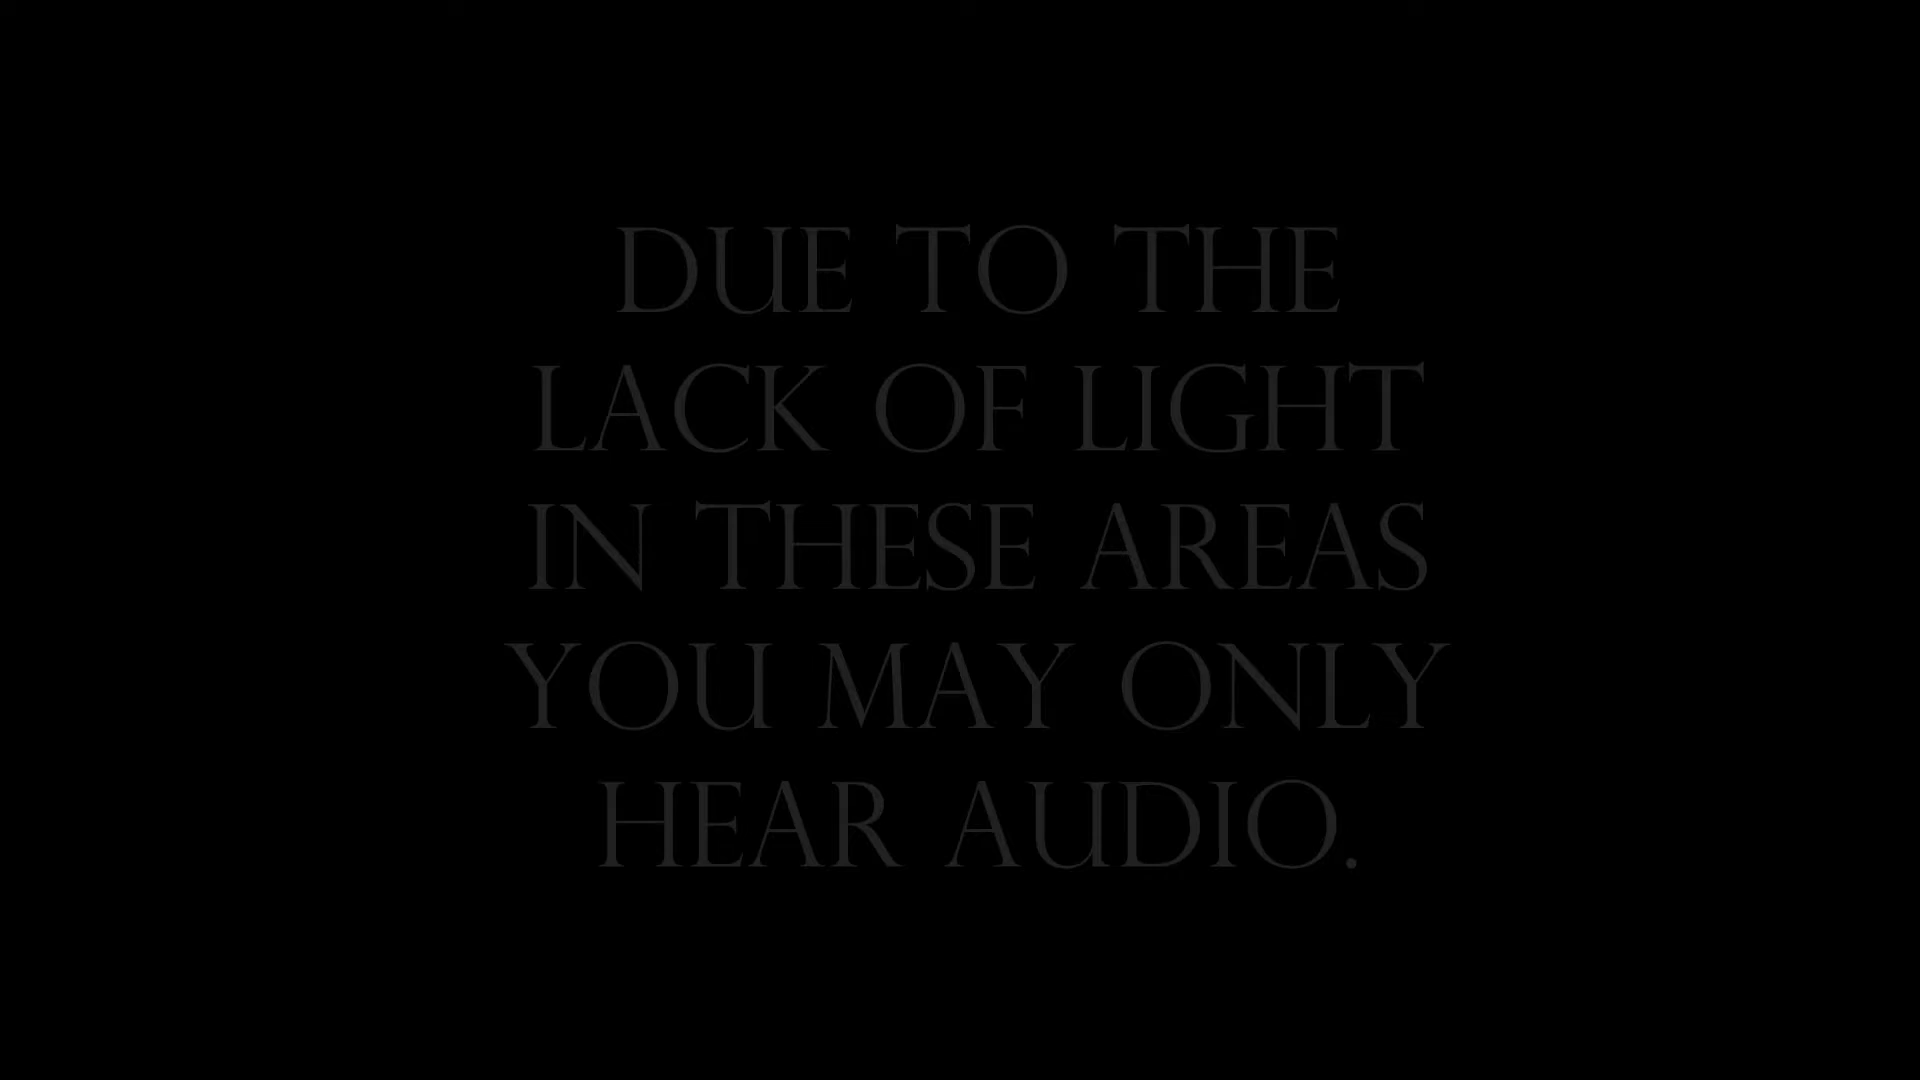 DUE TO THE
LACK OF LIGHT
IN THESE AREAS
YOU MAY ONLY
HEAR AUDIO.